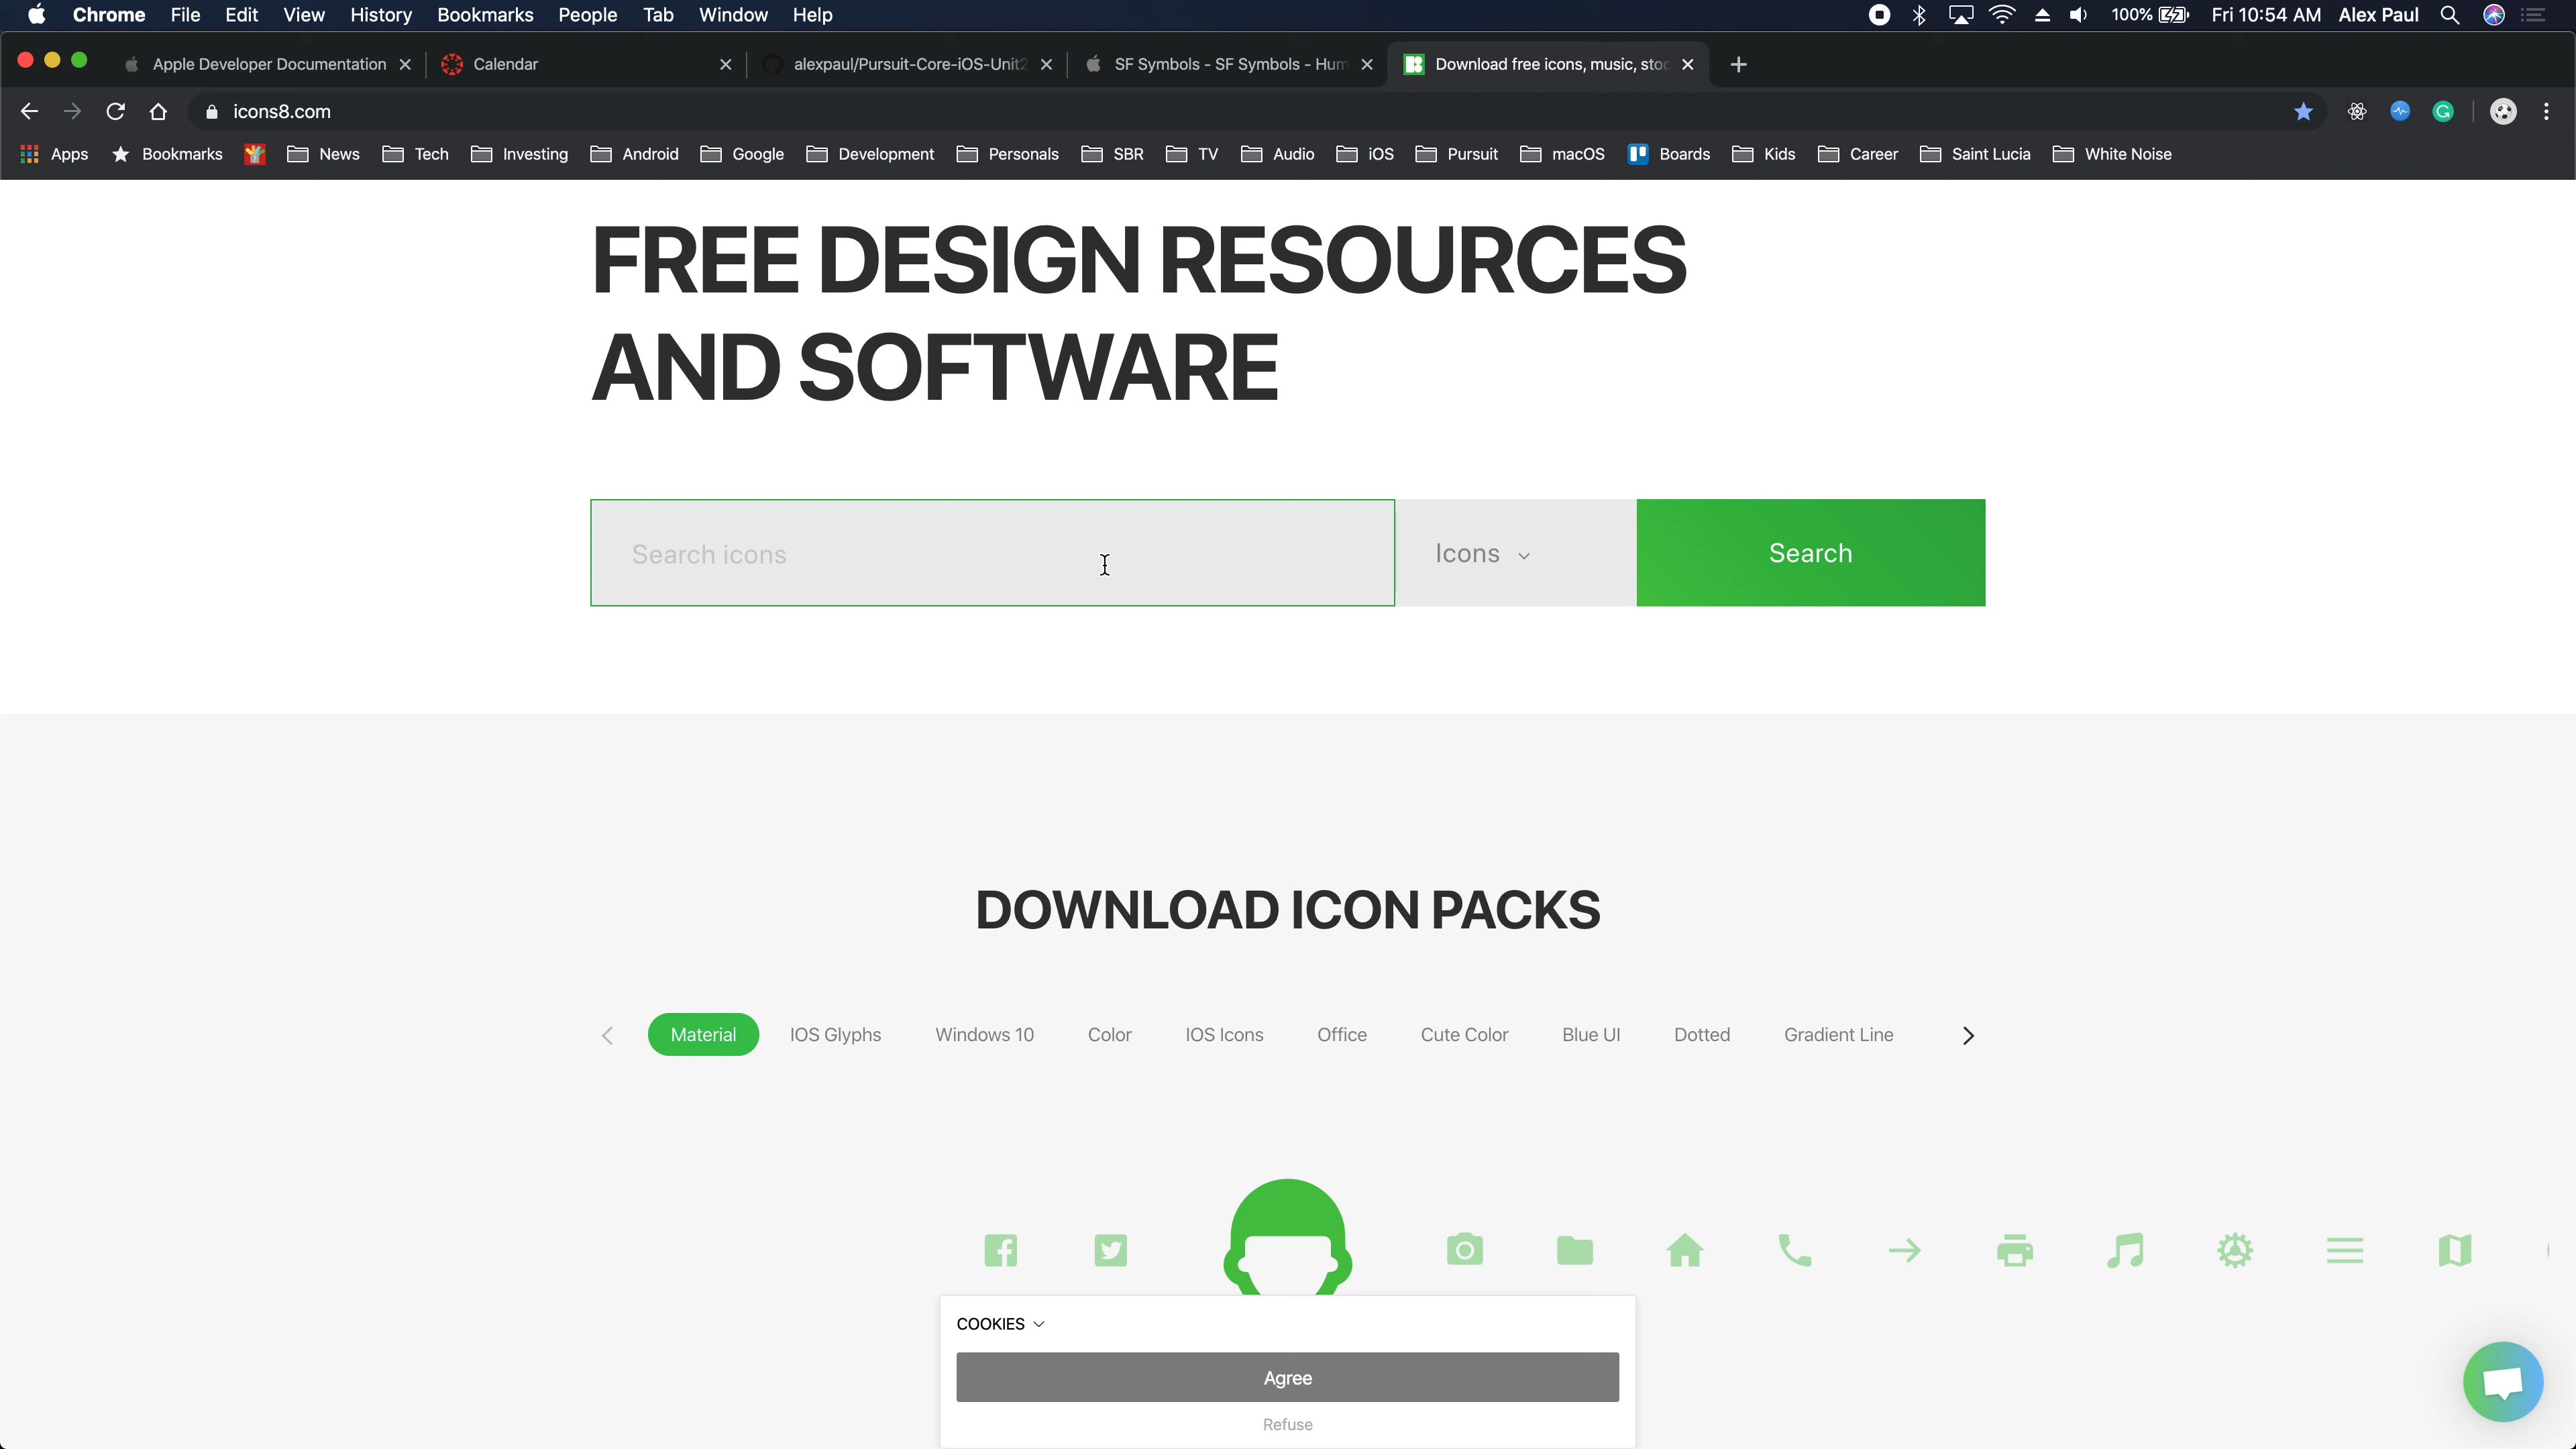 Chrome File Edit View History Bookmarks People Tab Window Help 100% Fri 10:54 AM Alex Paul
Apple Developer Documentation Calendar alexpaul/Pursuit-Core-iOS-Unit2 SF Symbols - SF Symbols - Hum Download free icons, music, stoc
icons8.com
Apps Bookmarks News Tech Investing Android Google Development Personals SBR TV Audio iOS Pursuit macOS Boards Kids Career Saint Lucia White Noise
FREE DESIGN RESOURCES
AND SOFTWARE
Search icons Icons Search
DOWNLOAD ICON PACKS
Material IOS Glyphs Windows 10 Color IOS Icons Office Cute Color Blue UI Dotted Gradient Line
COOKIES
Agree
Refuse